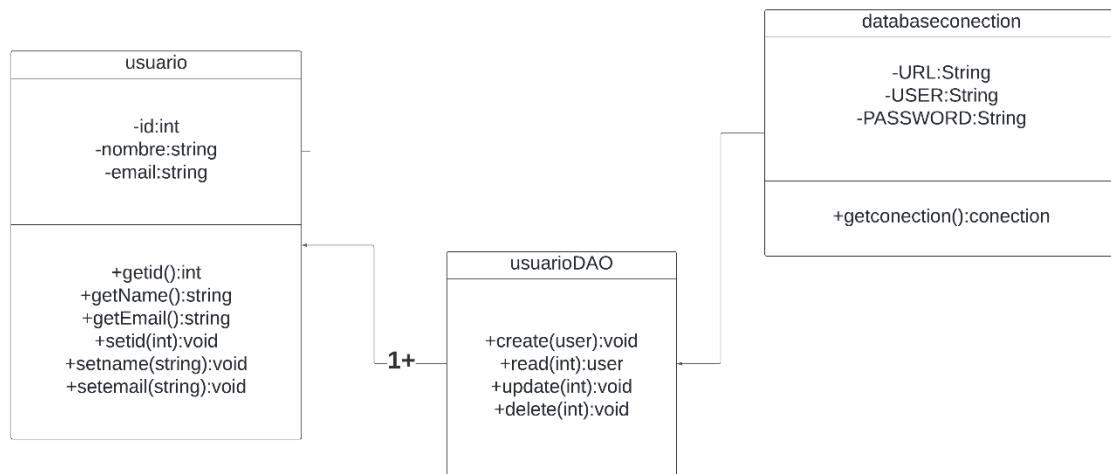 usuario
-id:int
-nombre:string
-email:string
+getid():int
+getName():string
+getEmail():string
+setid(int):void
+setname(string):void
+setemail(string):void
1+
usuarioDAO
+create(user):void
+read(int):user
+update(int):void
+delete(int):void
databaseconection
-URL:String
-USER:String
-PASSWORD:String
+getconection():conection